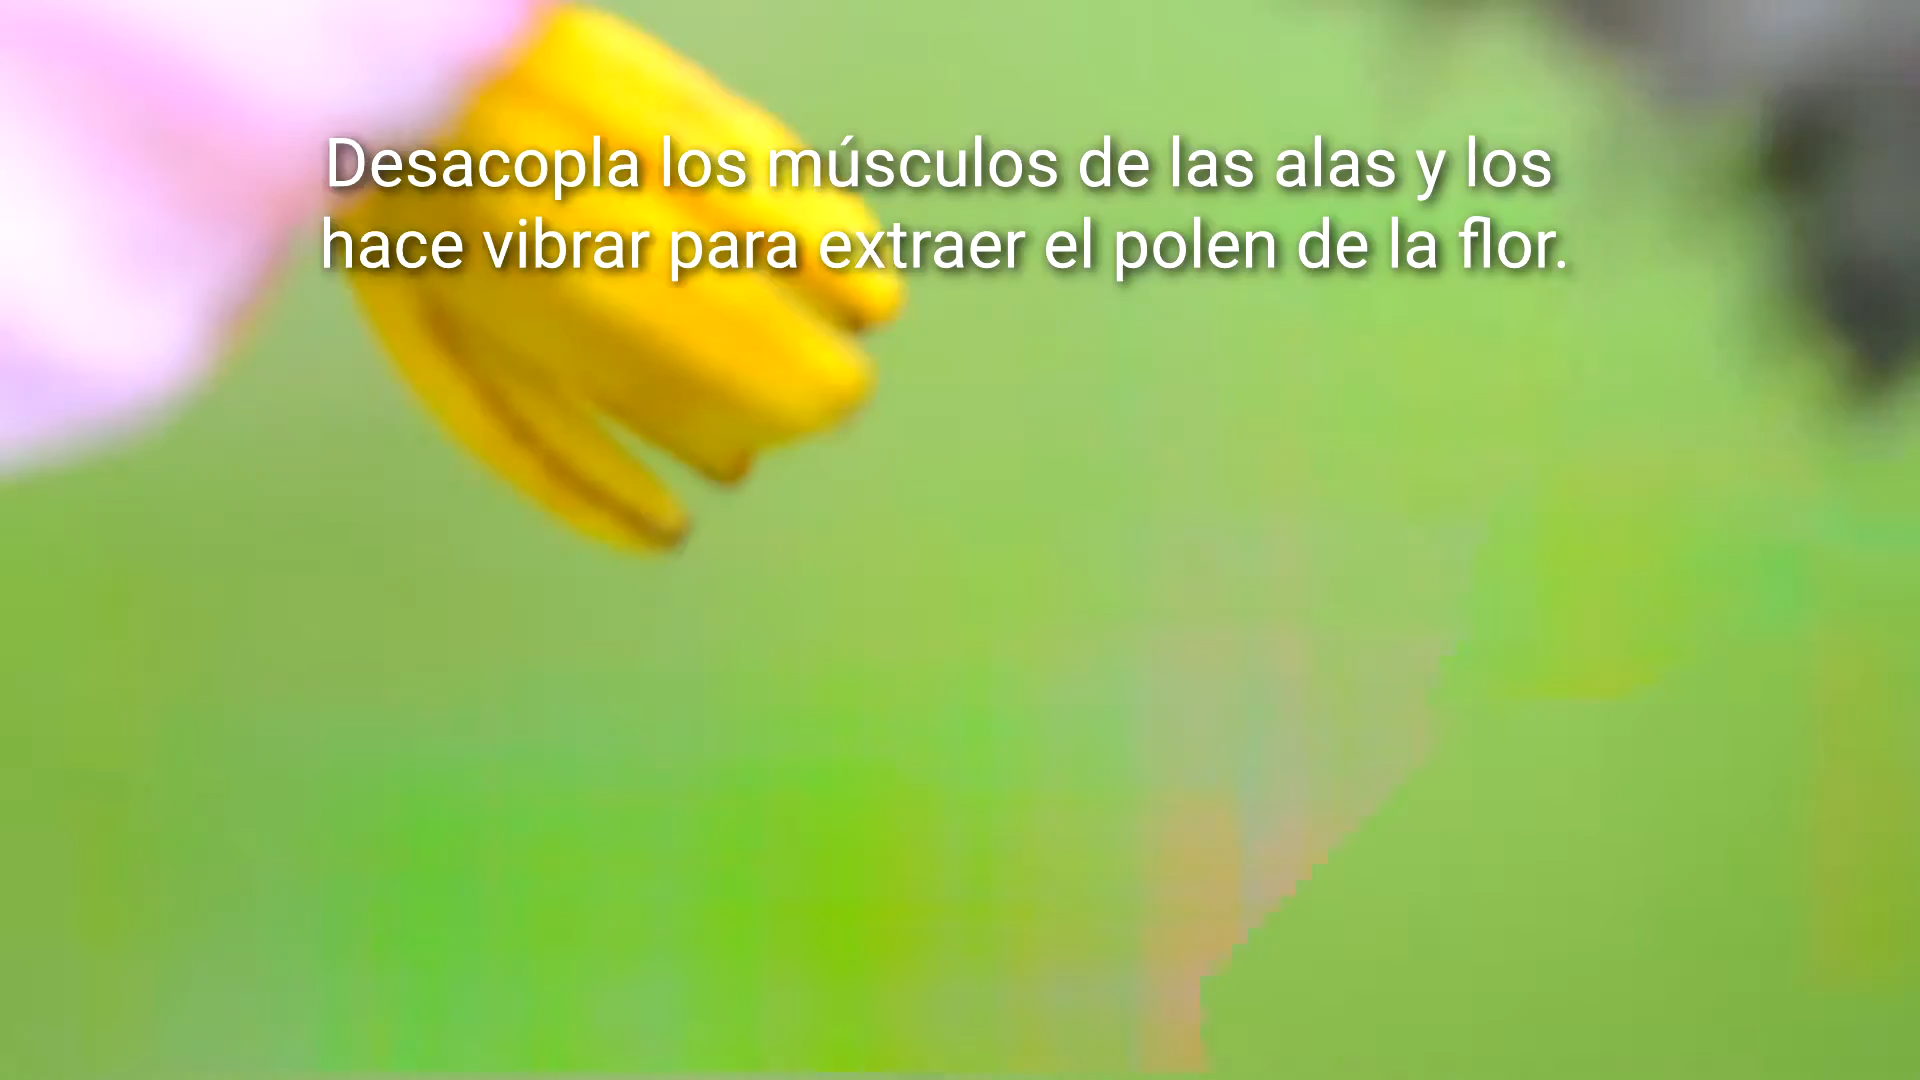 Desacopla los músculos de las alas y los
hace vibrar para extraer el polen de la flor.